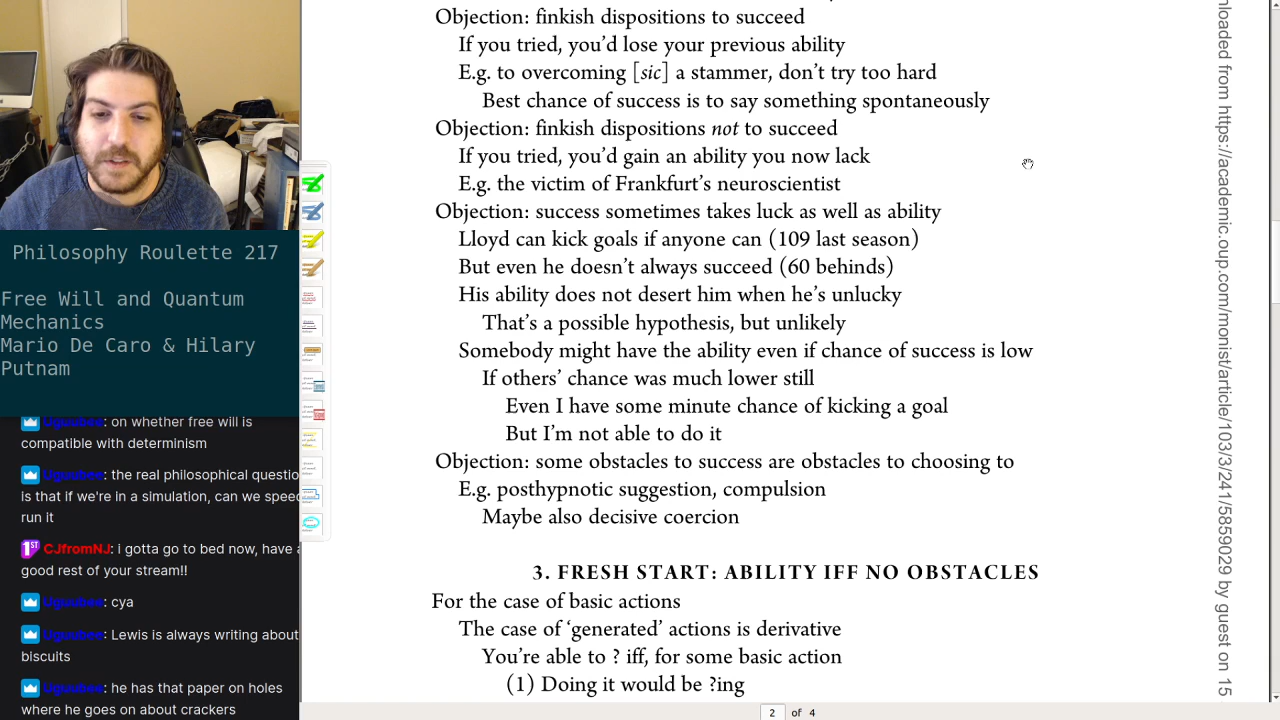 Objection: finkish dispositions to succeed
If you tried, you'd lose your previous ability
E.g. to overcoming [sic] a stammer, don't try too hard
Best chance of success is to say something spontaneously
Objection: finkish dispositions not to succeed
If you tried, you'd gain an ability you now lack
E.g. the victim of Frankfurt's neuroscientist
Objection: success sometimes takes luck as well as ability
Lloyd can kick goals if anyone can (109 last season)
But even he doesn't always succeed (60 behinds)
His ability does not desert him when he's unlucky
That's a possible hypothesis, but unlikely
Somebody might have the ability even if chance of success is low
If others' chance was much lower still
Even I have some minute chance of kicking a goal
But I'm not able to do it
Objection: some obstacles to success are obstacles to choosing to
E.g. posthypnotic suggestion, compulsion
Maybe also decisive coercion
3. FRESH START: ABILITY IFF NO OBSTACLES
For the case of basic actions
The case of 'generated' actions is derivative
You're able to ? iff, for some basic action
(1) Doing it would be ?ing
2 of 4
nloaded from https://academic.oup.com/monist/article/103/3/241/5859029 by guest on 15
Philosophy Roulette 217
Free Will and Quantum
Mechanics
Mario De Caro & Hilary
Putnam
Uguubee: on whether free will is
compatible with determinism
Uguubee: the real philosophical questio
is that if we're in a simulation, can we speed
run it
1ST CJfromNJ: i gotta go to bed now, have a
good rest of your stream!!
Uguubee: cya
Uguubee: Lewis is always writing about
biscuits
Uguubee: he has that paper on holes
where he goes on about crackers